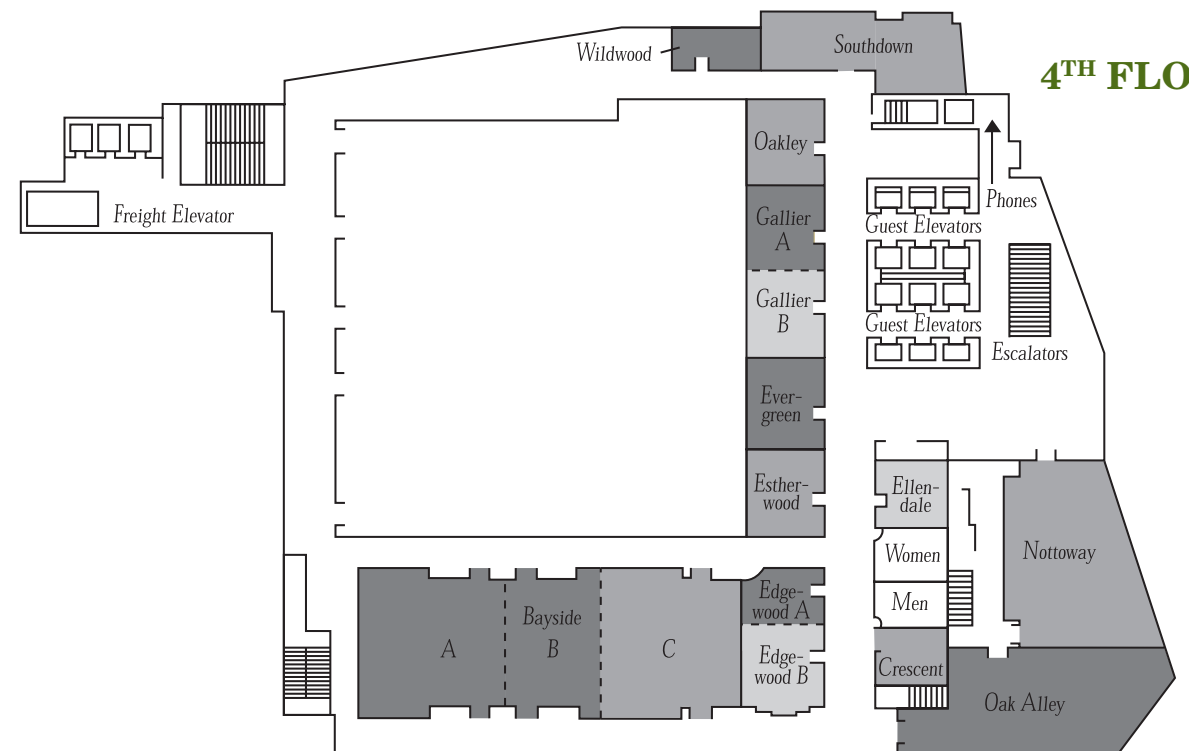 Wildwood
Southdown
4TH FLO
Oakley
Phones
Freight Elevator
Gallier
A
Guest Elevators
Gallier
B
Guest Elevators
Escalators
Ever-
green
Esther-
wood
Ellen-
dale
Women
Nottoway
Men
Edge-
wood A
Bayside
A
B
C
Edge-
wood B
Crescent
Oak Alley